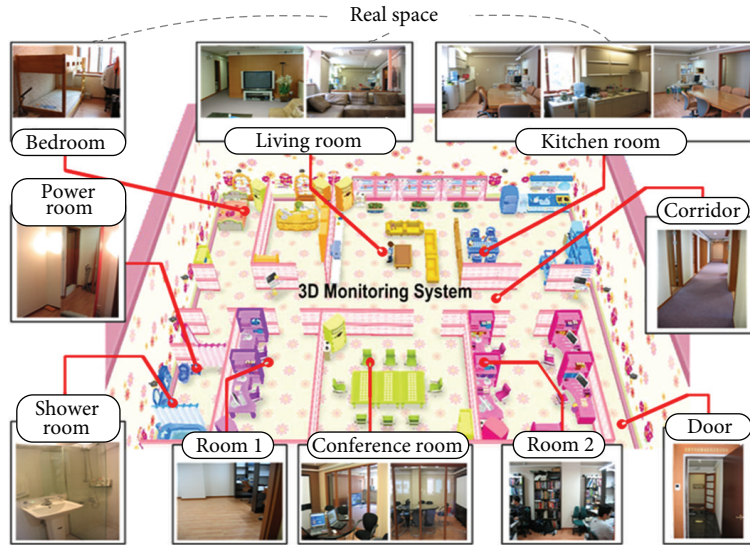 Real space
Bedroom
Living room
Kitchen room
Power
room
Corridor
3D Monitoring System
Shower
room
Room 1
Conference room
Room 2
Door